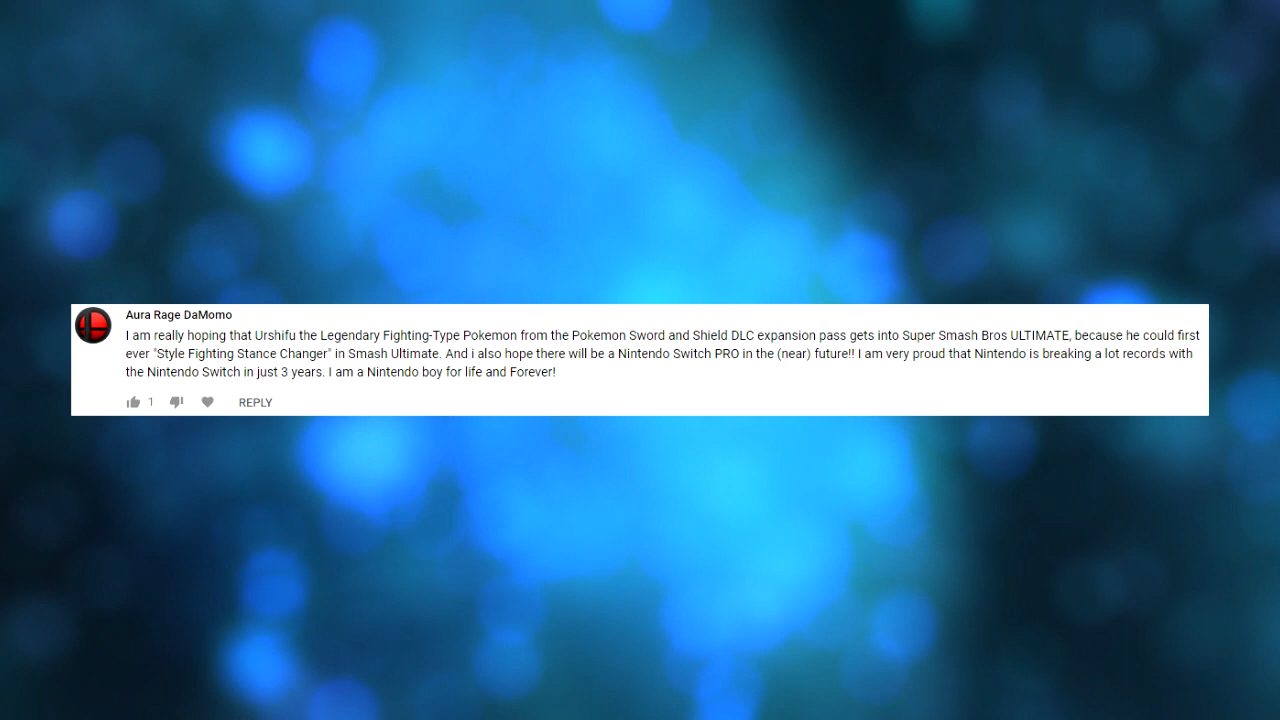 Aura Rage DaMomo
I am really hoping that Urshifu the Legendary Fighting-Type Pokemon from the Pokemon Sword and Shield DLC expansion pass gets into Super Smash Bros ULTIMATE, because he could first
ever "Style Fighting Stance Changer" in Smash Ultimate. And i also hope there will be a Nintendo Switch PRO in the (near) future!! I am very proud that Nintendo is breaking a lot records with
the Nintendo Switch in just 3 years. I am a Nintendo boy for life and Forever!
1 REPLY